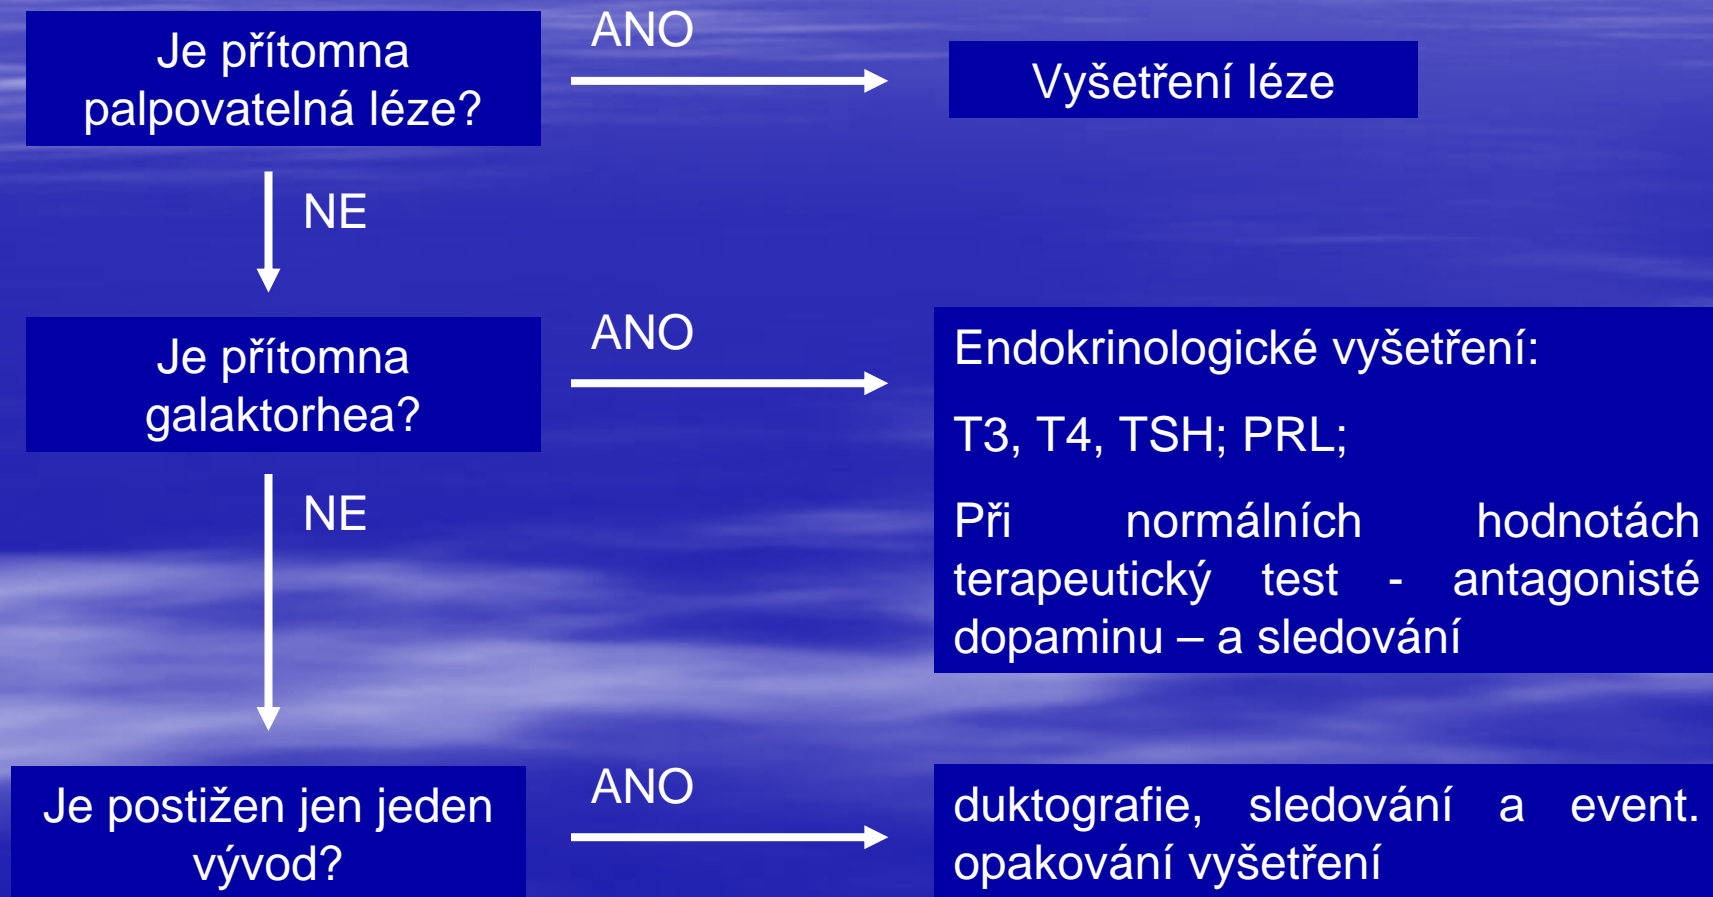 Je přítomna
palpovatelná léze?
ANO
Vyšetření léze
NE
Je přítomna
galaktorhea?
ANO
Endokrinologické vyšetření:
T3, T4, TSH; PRL;
Při normálních hodnotách
terapeutický test - antagonisté
dopaminu – a sledování
NE
Je postižen jen jeden
vývod?
ANO
duktografie, sledování a event.
opakování vyšetření